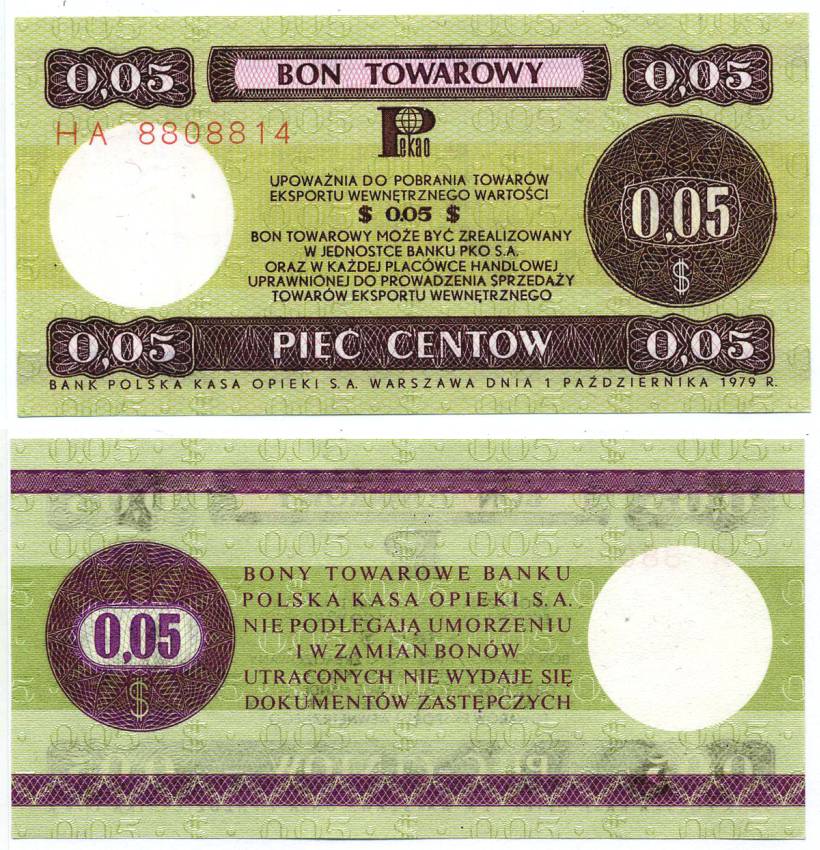 0,05 BON TOWAROWY 0,05
HA 8808814
Pekao
UPOWAŻNIA DO POBRANIA TOWARÓW
EKSPORTU WEWNĘTRZNEGO WARTOŚCI
$ 0.05 $
BON TOWAROWY MOŻE BYĆ ZREALIZOWANY
W JEDNOSTCE BANKU PKO S.A.
ORAZ W KAŻDEJ PLACÓWCE HANDLOWEJ
UPRAWNIONEJ DO PROWADZENIA SPRZEDAŻY
TOWARÓW EKSPORTU WEWNĘTRZNEGO
0,05
$
0,05 PIĘC CENTOW 0,05
BANK POLSKA KASA OPIEKI S.A. WARSZAWA DNIA 1 PAŹDZIERNIKA 1979 R.
0,05
$
BONY TOWAROWE BANKU
POLSKA KASA OPIEKI S.A.
NIE PODLEGAJĄ UMORZENIU
I W ZAMIAN BONÓW
UTRACONYCH NIE WYDAJE SIĘ
DOKUMENTÓW ZASTĘPCZYCH